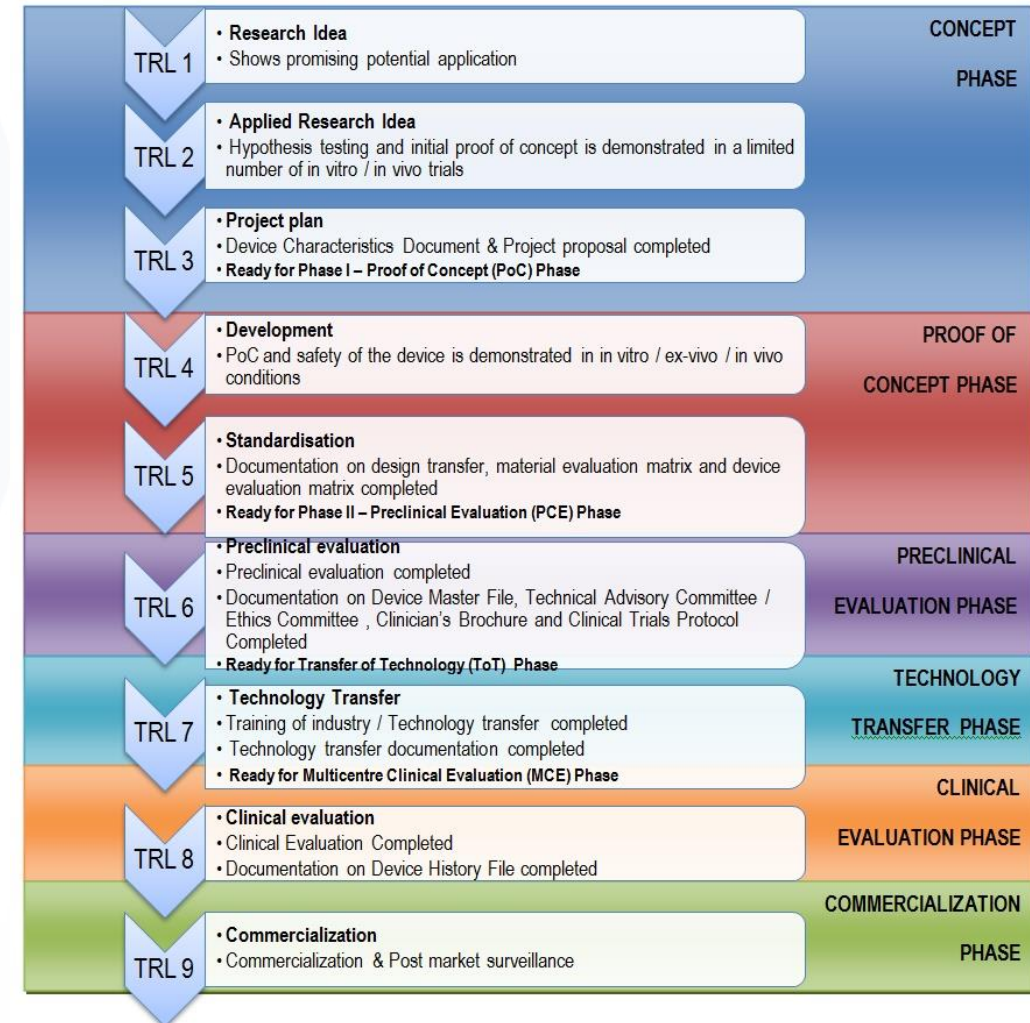 TRL 1
• Research Idea
• Shows promising potential application
CONCEPT
PHASE
TRL 2
• Applied Research Idea
• Hypothesis testing and initial proof of concept is demonstrated in a limited
number of in vitro / in vivo trials
TRL 3
• Project plan
• Device Characteristics Document & Project proposal completed
• Ready for Phase I – Proof of Concept (PoC) Phase
TRL 4
• Development
• PoC and safety of the device is demonstrated in in vitro / ex-vivo / in vivo
conditions
PROOF OF
CONCEPT PHASE
TRL 5
• Standardisation
• Documentation on design transfer, material evaluation matrix and device
evaluation matrix completed
• Ready for Phase II – Preclinical Evaluation (PCE) Phase
TRL 6
• Preclinical evaluation
• Preclinical evaluation completed
• Documentation on Device Master File, Technical Advisory Committee /
Ethics Committee , Clinician's Brochure and Clinical Trials Protocol
Completed
• Ready for Transfer of Technology (ToT) Phase
PRECLINICAL
EVALUATION PHASE
TRL 7
• Technology Transfer
• Training of industry / Technology transfer completed
• Technology transfer documentation completed
• Ready for Multicentre Clinical Evaluation (MCE) Phase
TECHNOLOGY
TRANSFER PHASE
TRL 8
• Clinical evaluation
• Clinical Evaluation Completed
• Documentation on Device History File completed
CLINICAL
EVALUATION PHASE
TRL 9
• Commercialization
• Commercialization & Post market surveillance
COMMERCIALIZATION
PHASE